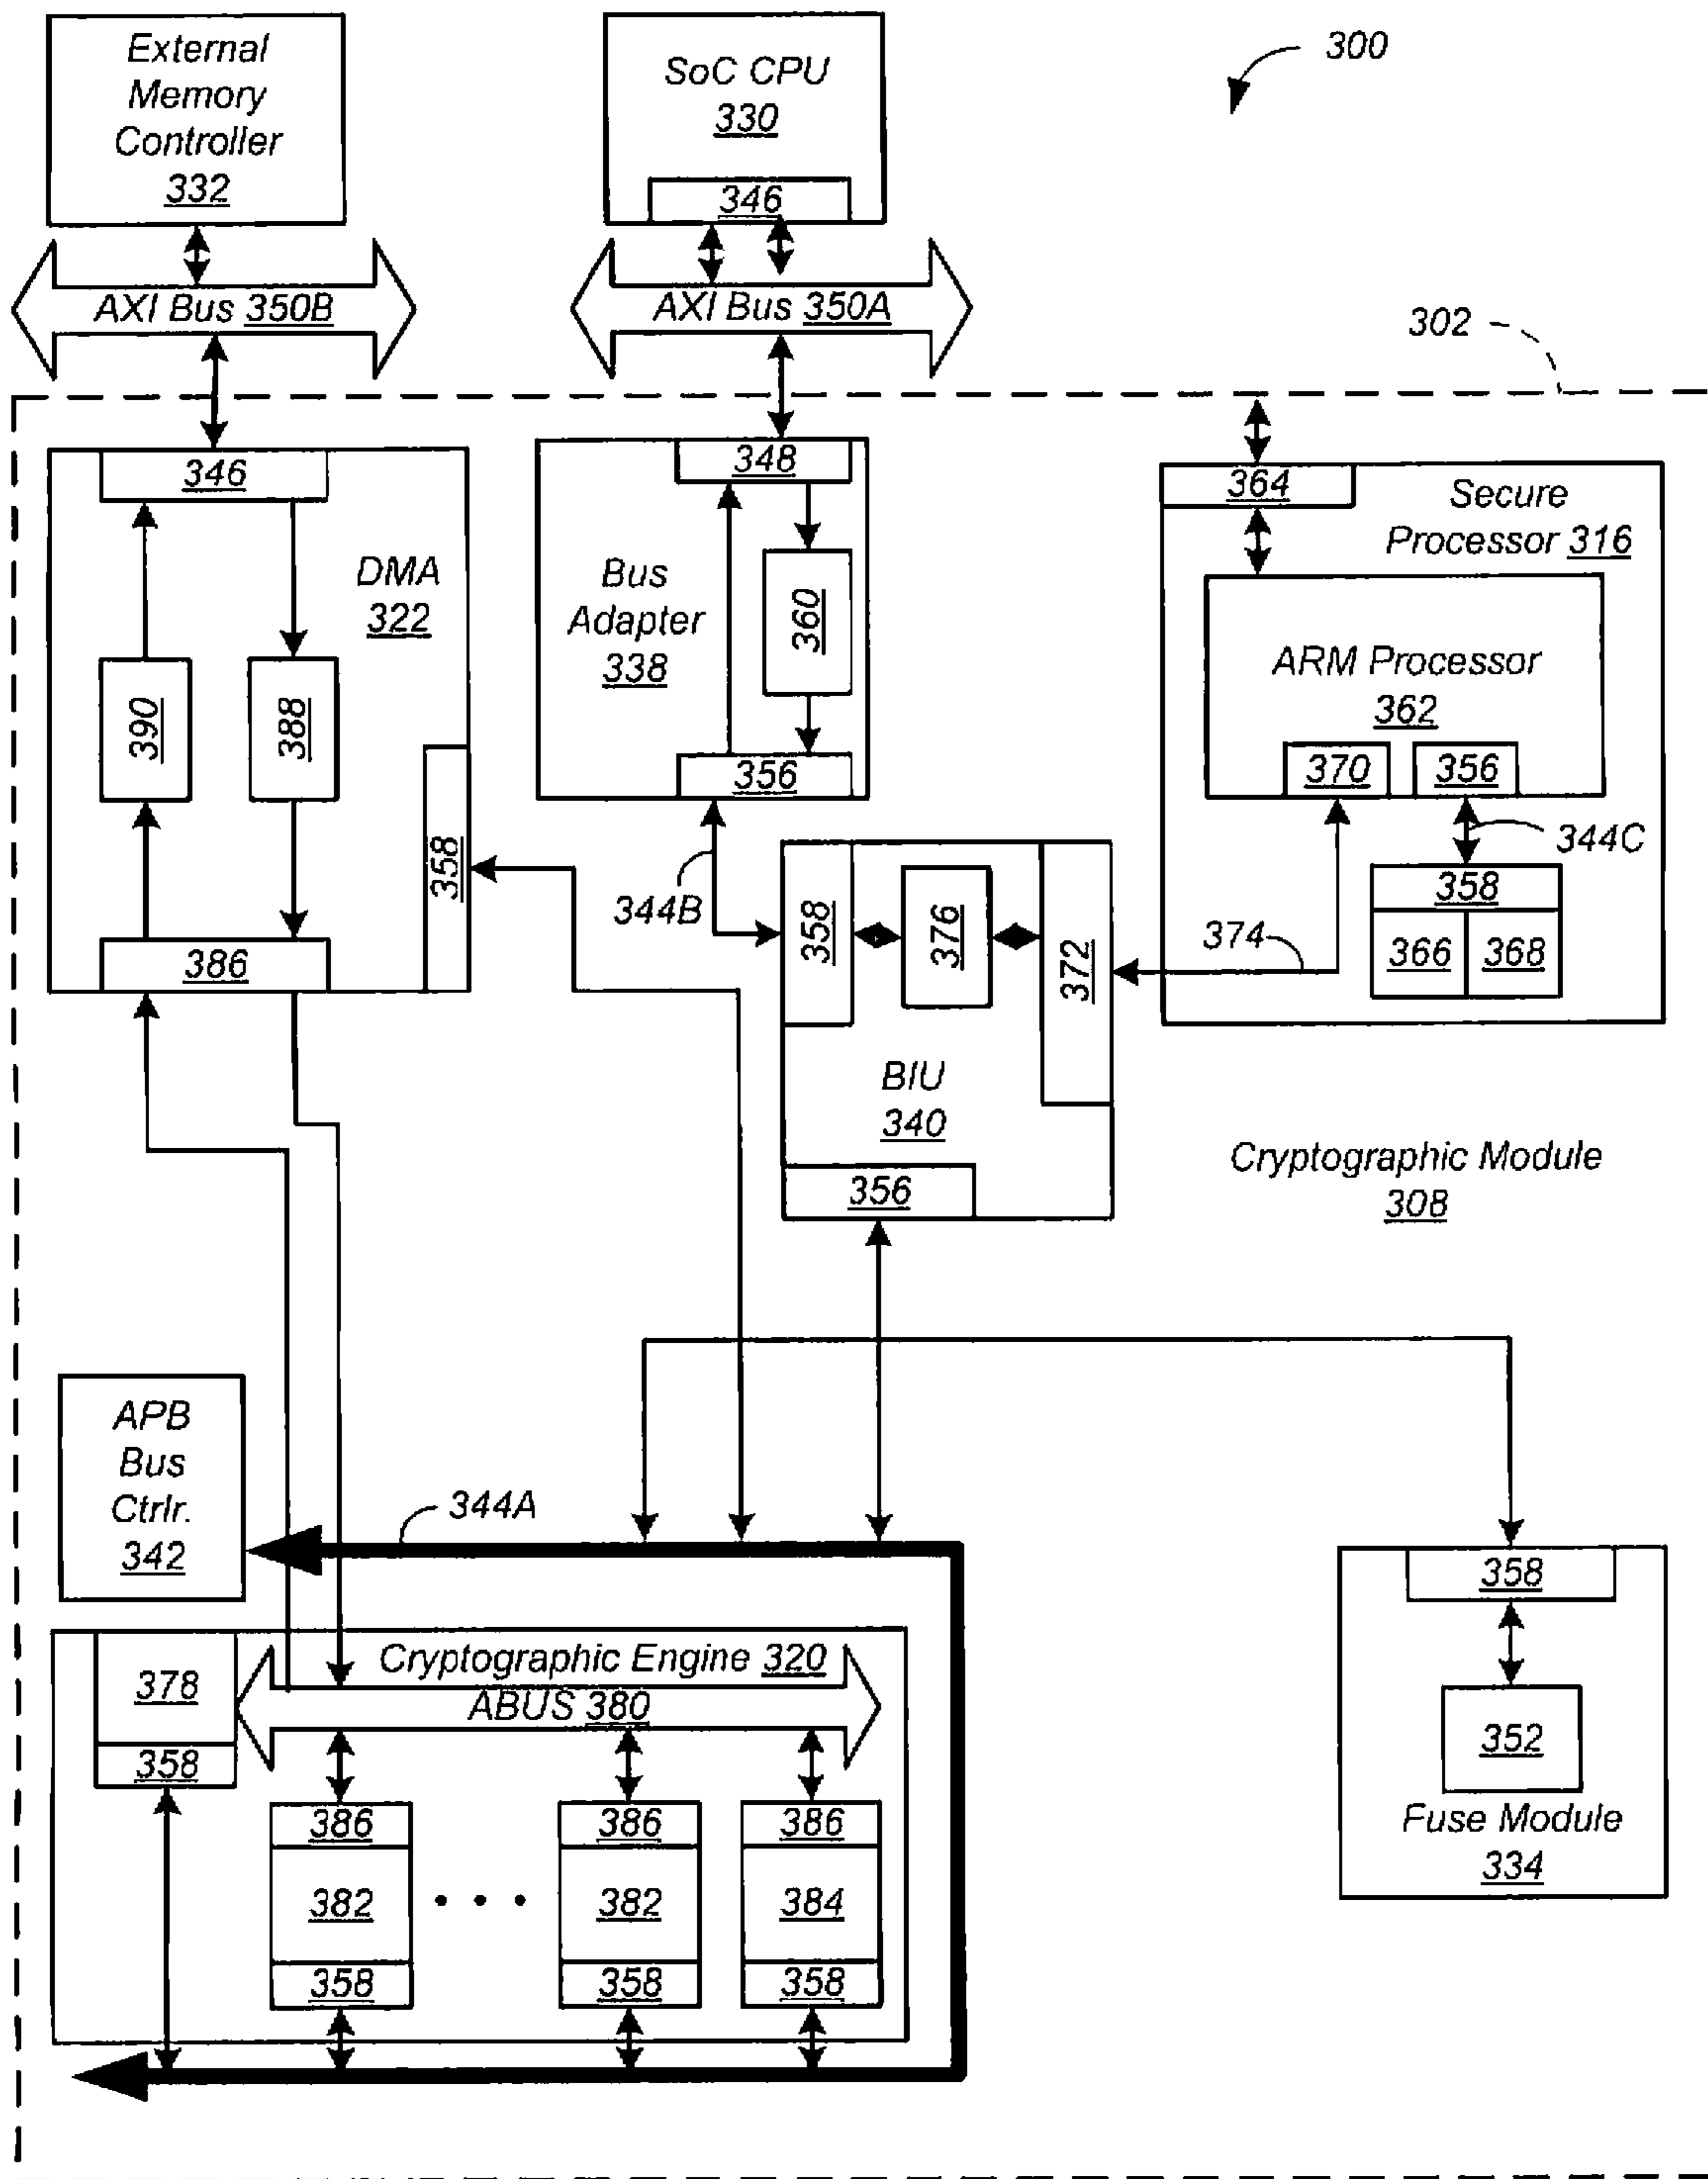 External
Memory
Controller
332
SoC CPU
330
346
300
AXI Bus 350B
AXI Bus 350A
302
346
DMA
322
390
388
358
386
348
Bus
Adapter
338
360
356
344B
364
Secure
Processor 316
ARM Processor
362
370
356
344C
358
366
368
374
358
376
372
BIU
340
356
Cryptographic Module
308
APB
Bus
Ctrlr.
342
344A
358
352
Fuse Module
334
Cryptographic Engine 320
ABUS 380
378
358
386
382
358
• • •
386
382
358
386
384
358